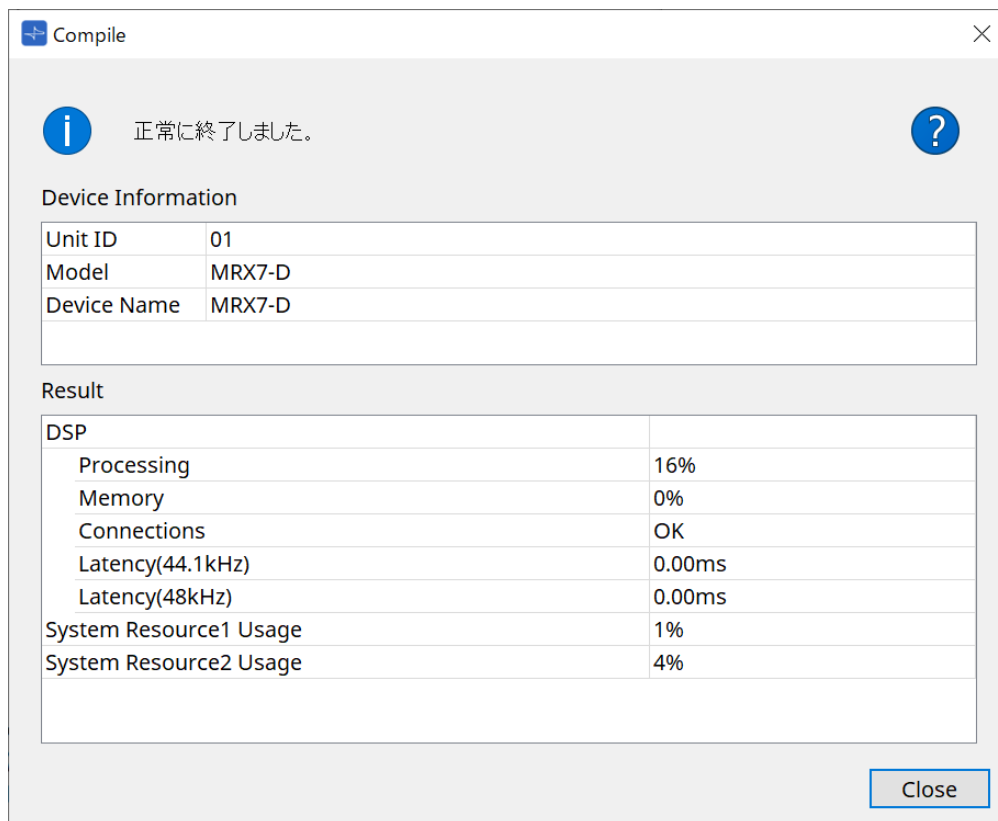 Compile
正常に終了しました。
Device Information
Unit ID 01
Model MRX7-D
Device Name MRX7-D
Result
DSP
Processing 16%
Memory 0%
Connections OK
Latency(44.1kHz) 0.00ms
Latency(48kHz) 0.00ms
System Resource1 Usage 1%
System Resource2 Usage 4%
Close